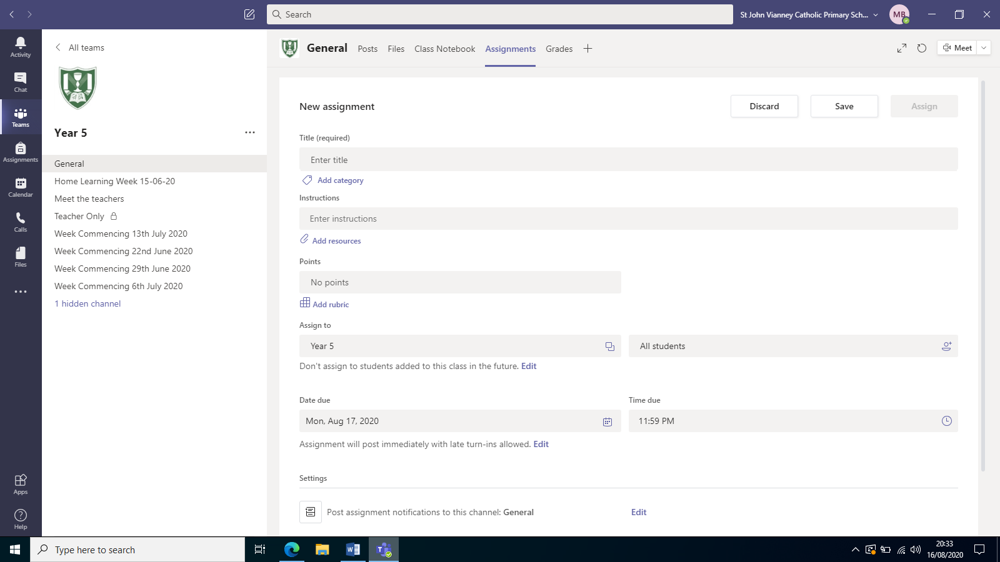 Search
St John Vianney Catholic Primary Sch...
MB
Activity
Chat
Teams
Assignments
Calendar
Calls
Files
Apps
Help
All teams
Year 5
General
Home Learning Week 15-06-20
Meet the teachers
Teacher Only
Week Commencing 13th July 2020
Week Commencing 22nd June 2020
Week Commencing 29th June 2020
Week Commencing 6th July 2020
1 hidden channel
General Posts Files Class Notebook Assignments Grades
Meet
New assignment
Discard Save Assign
Title (required)
Enter title
Add category
Instructions
Enter instructions
Add resources
Points
No points
Add rubric
Assign to
Year 5 All students
Don't assign to students added to this class in the future. Edit
Date due Time due
Mon, Aug 17, 2020 11:59 PM
Assignment will post immediately with late turn-ins allowed. Edit
Settings
Post assignment notifications to this channel: General Edit
Type here to search
20:33
16/08/2020